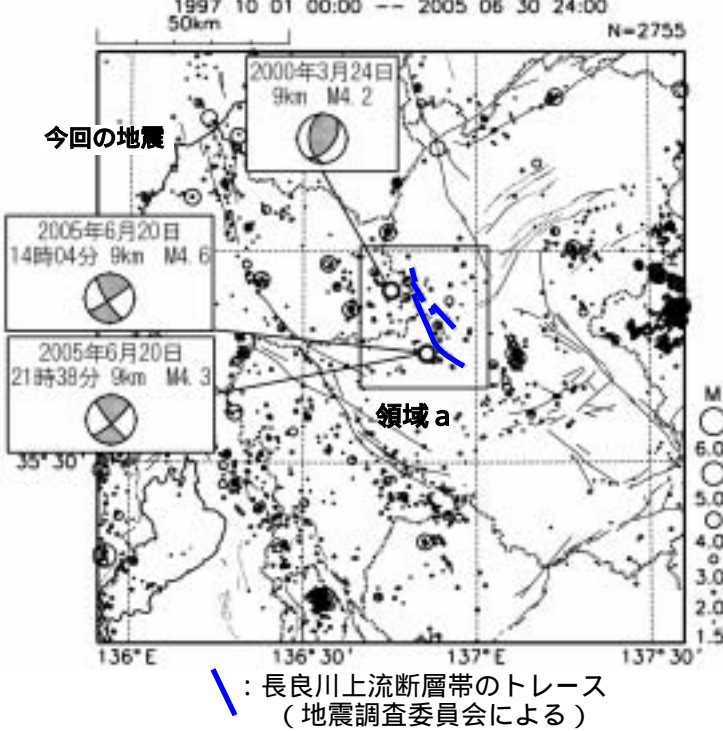 1997 10 01 00:00 -- 2005 06 30 24:00
50km
N=2755
2000年3月24日
9km M4.2
今回の地震
2005年6月20日
14時04分 9km M4.6
2005年6月20日
21時38分 9km M4.3
領域a
M
6.0
5.0
4.0
3.0
2.0
1.5
35°30'
136°E
136°30'
137°E
137°30'
：長良川上流断層帯のトレース
（地震調査委員会による）